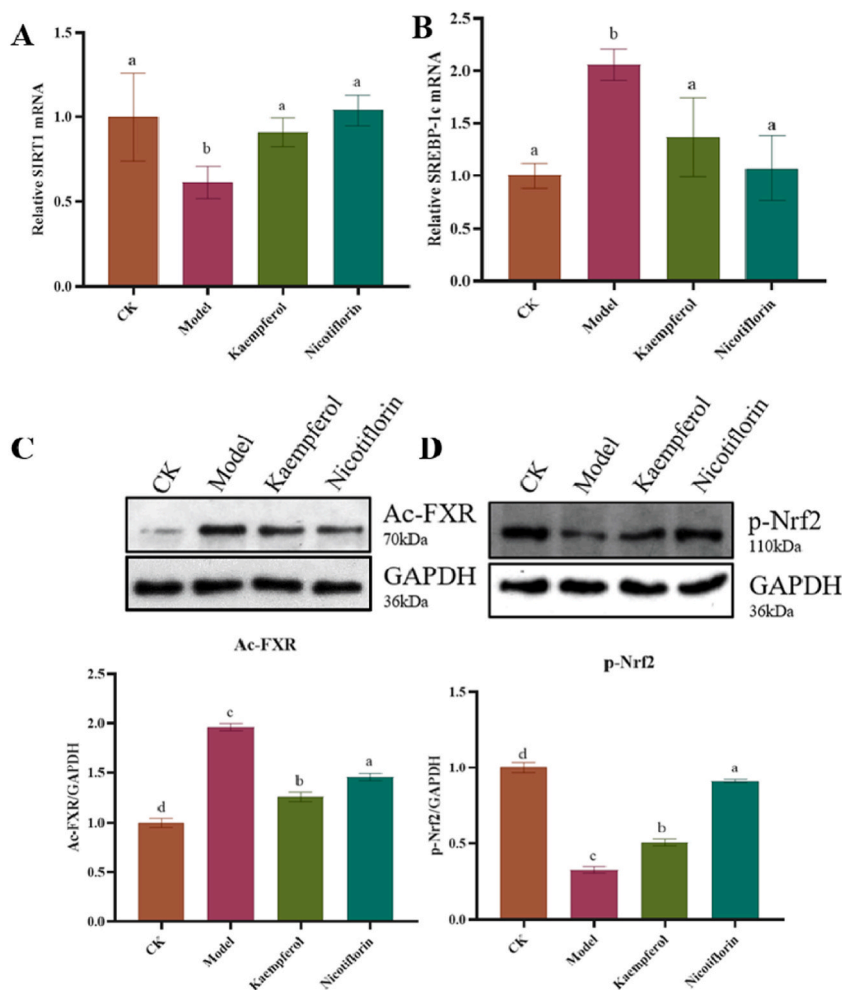 A
Relative SIRT1 mRNA
1.5
1.0
0.5
0.0
a
b
a
a
CK
Model
Kaempferol
Nicotiflorin
B
Relative SREBP-1c mRNA
2.5
2.0
1.5
1.0
0.5
0.0
a
b
a
a
CK
Model
Kaempferol
Nicotiflorin
C
CK
Model
Kaempferol
Nicotiflorin
Ac-FXR
70kDa
GAPDH
36kDa
Ac-FXR
Ac-FXR/GAPDH
2.5
2.0
1.5
1.0
0.5
0.0
d
c
b
a
CK
Model
Kaempferol
Nicotiflorin
D
CK
Model
Kaempferol
Nicotiflorin
p-Nrf2
110kDa
GAPDH
36kDa
p-Nrf2
p-Nrf2/GAPDH
1.5
1.0
0.5
0.0
d
c
b
a
CK
Model
Kaempferol
Nicotiflorin